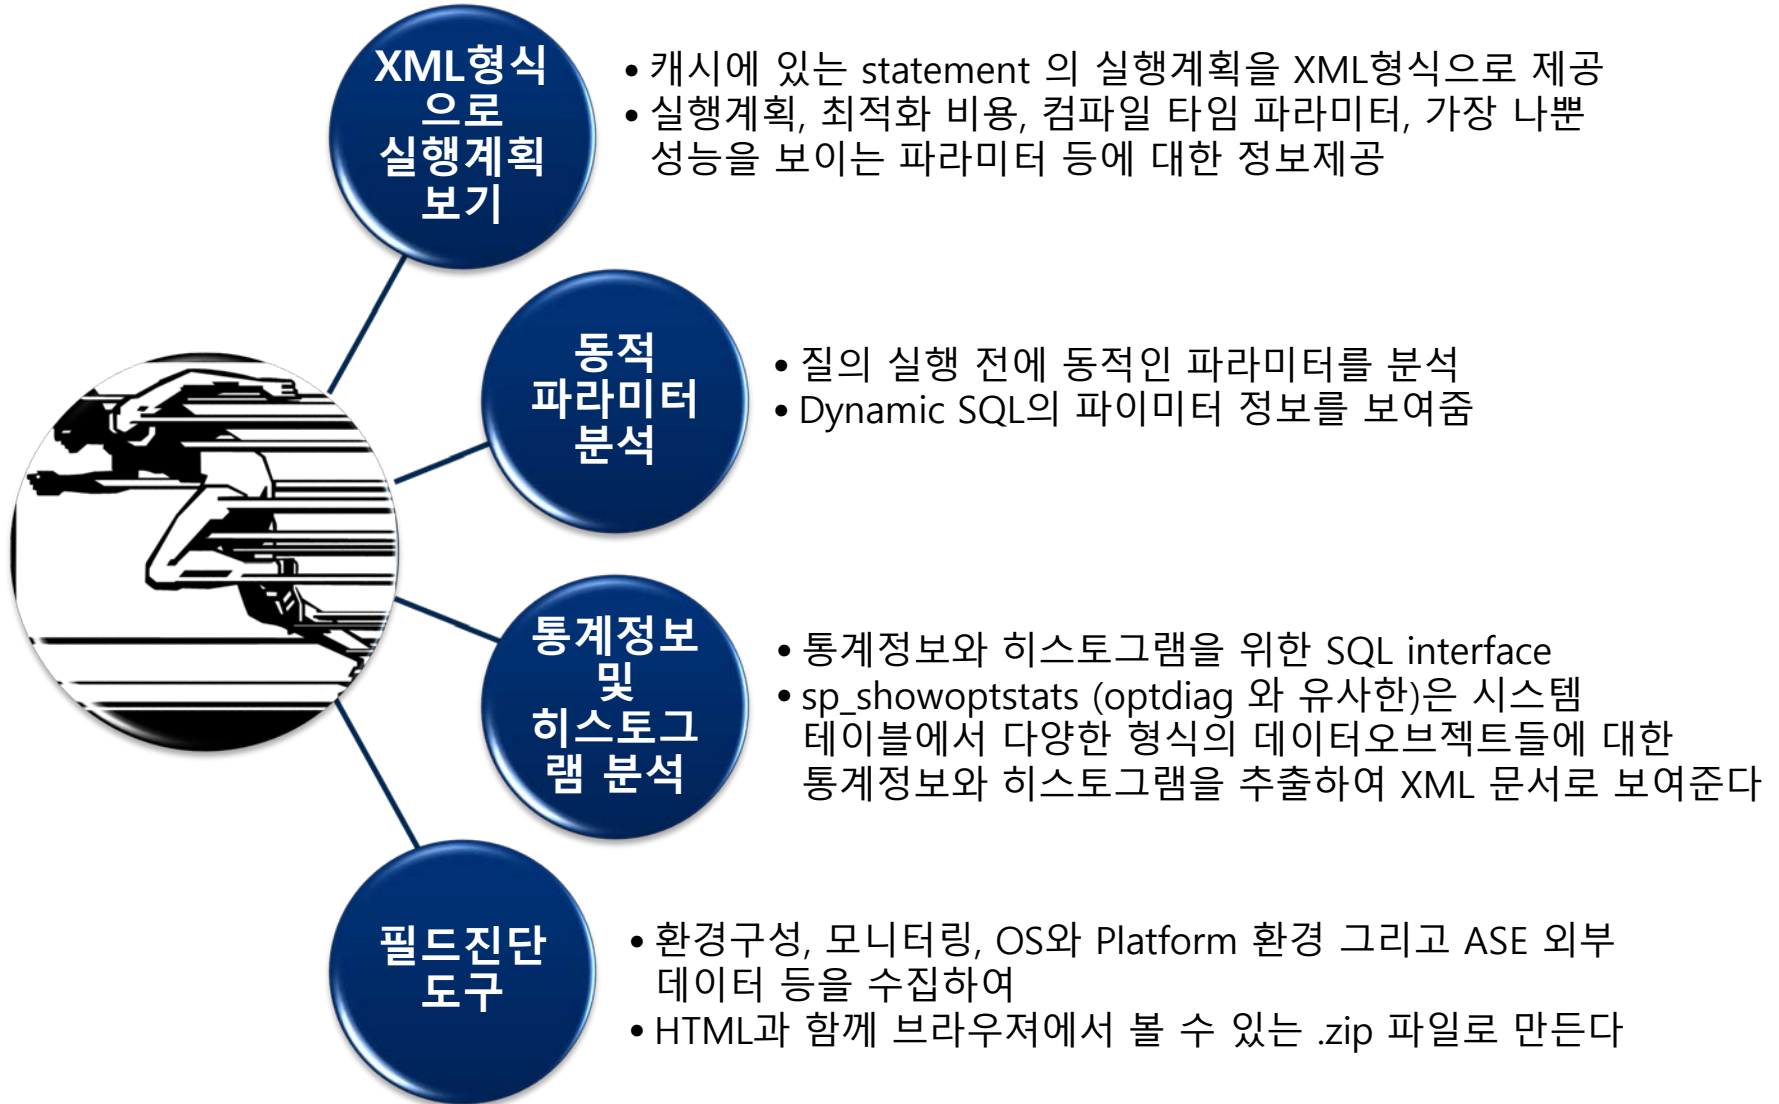 XML형식
으로
실행계획
보기
• 캐시에 있는 statement 의 실행계획을 XML형식으로 제공
• 실행계획, 최적화 비용, 컴파일 타임 파라미터, 가장 나쁜
성능을 보이는 파라미터 등에 대한 정보제공
동적
파라미터
분석
• 질의 실행 전에 동적인 파라미터를 분석
• Dynamic SQL의 파이미터 정보를 보여줌
통계정보
및
히스토그
램 분석
• 통계정보와 히스토그램을 위한 SQL interface
• sp_showoptstats (optdiag 와 유사한)은 시스템
테이블에서 다양한 형식의 데이터오브젝트들에 대한
통계정보와 히스토그램을 추출하여 XML 문서로 보여준다
필드진단
도구
• 환경구성, 모니터링, OS와 Platform 환경 그리고 ASE 외부
데이터 등을 수집하여
• HTML과 함께 브라우져에서 볼 수 있는 .zip 파일로 만든다